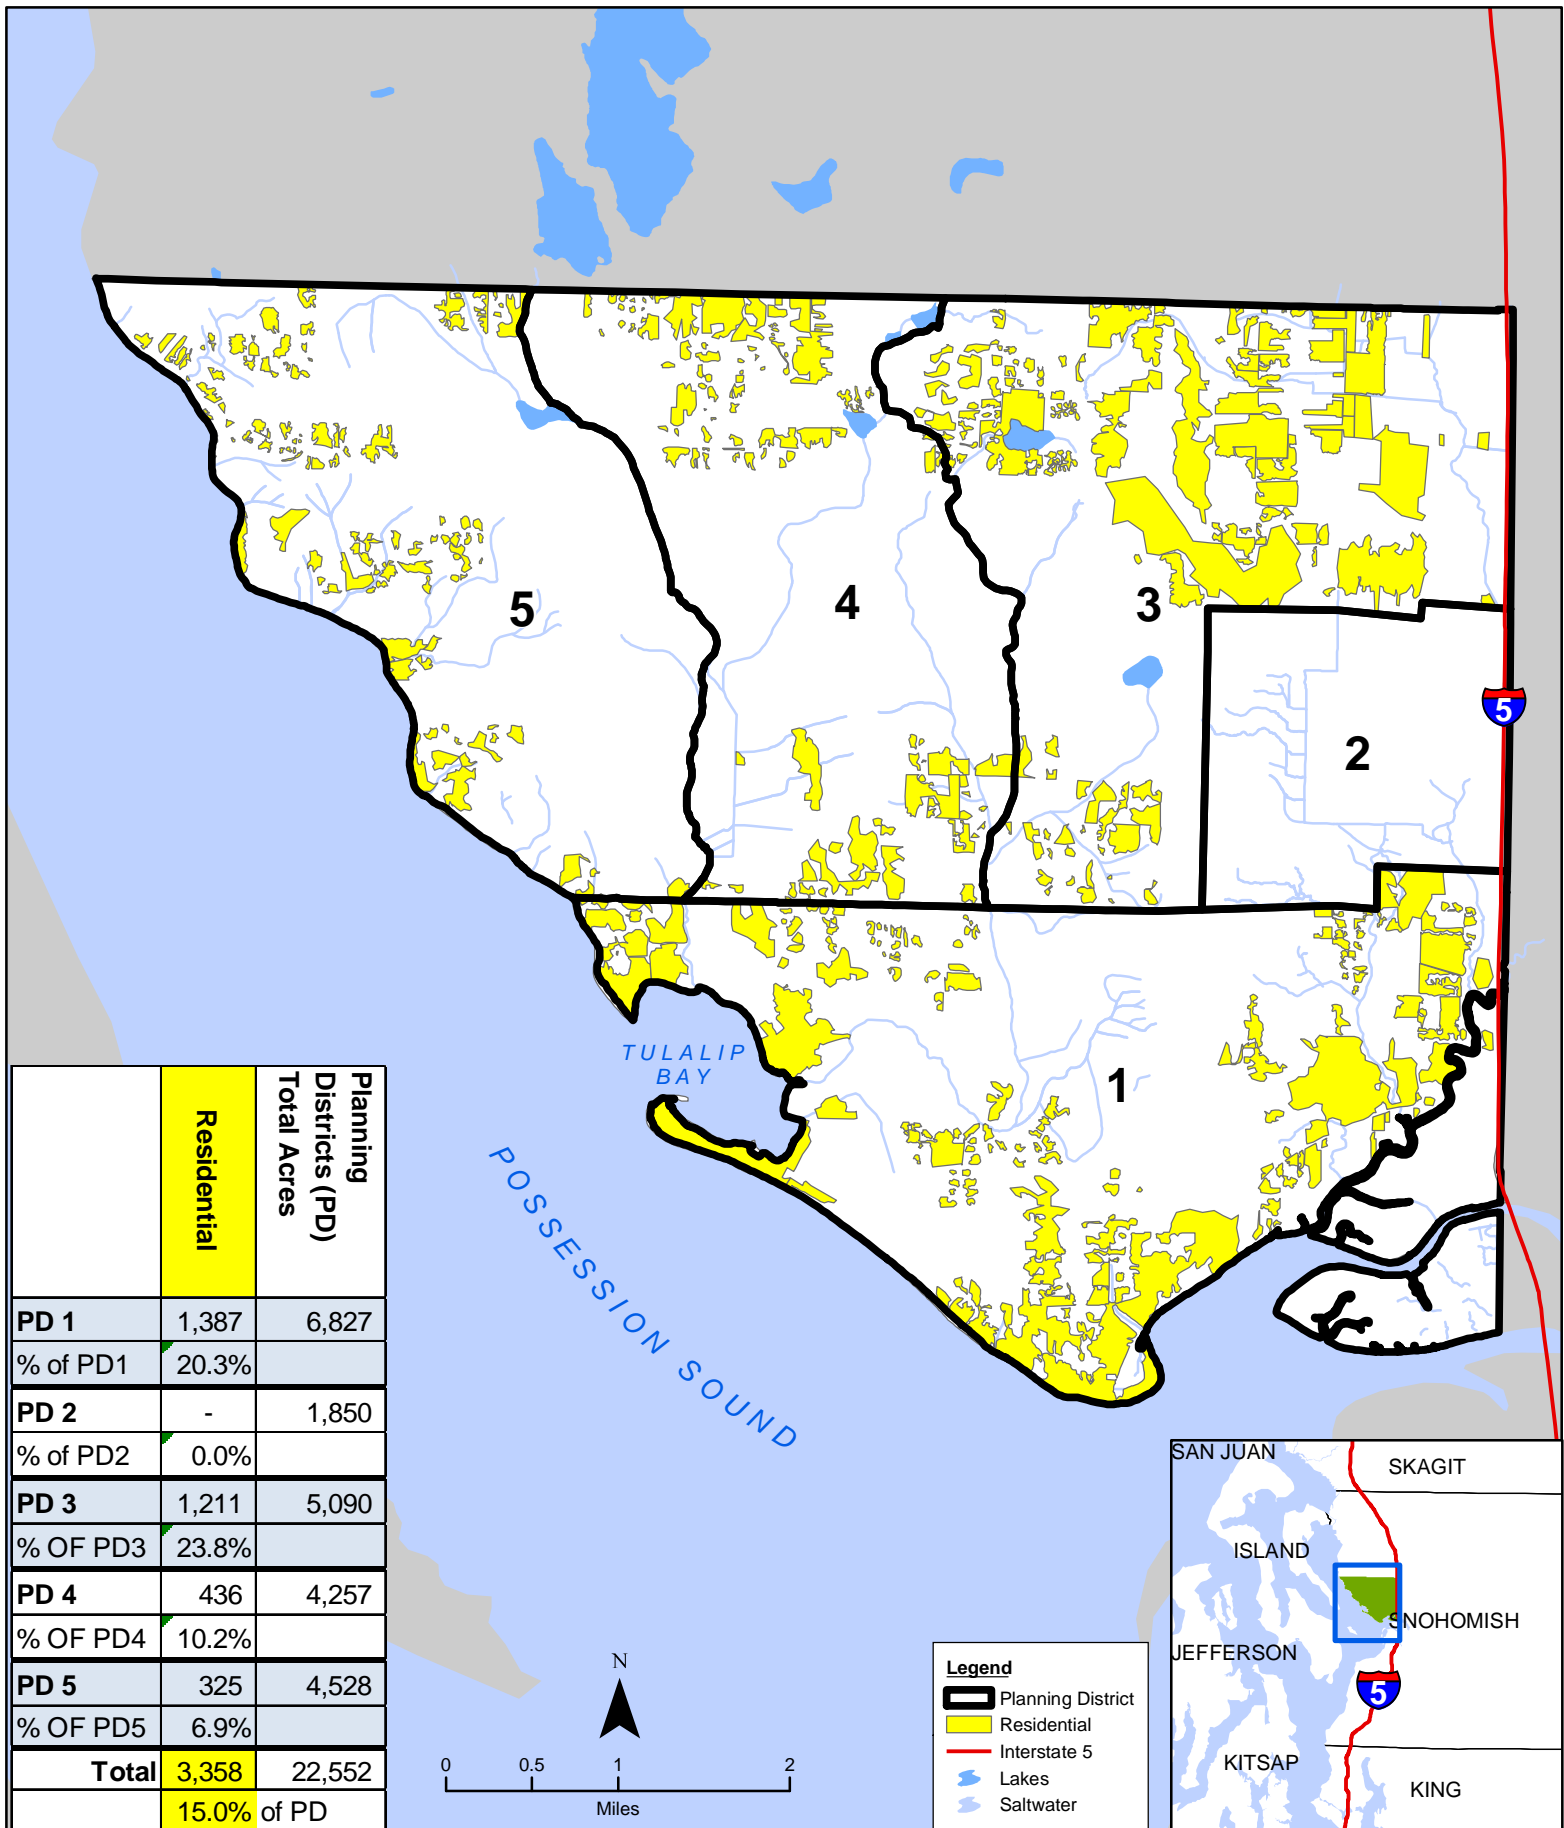 5
4
3
2
1
5
TULALIP
BAY
POSSESSION SOUND
Residential
Planning
Districts (PD)
Total Acres
PD 1 1,387 6,827
% of PD1 20.3%
PD 2 - 1,850
% of PD2 0.0%
PD 3 1,211 5,090
% OF PD3 23.8%
PD 4 436 4,257
% OF PD4 10.2%
PD 5 325 4,528
% OF PD5 6.9%
Total 3,358 22,552
15.0% of PD
N
0 0.5 1 2
Miles
Legend
Planning District
Residential
Interstate 5
Lakes
Saltwater
SAN JUAN
SKAGIT
ISLAND
SNOHOMISH
JEFFERSON
5
KITSAP
KING